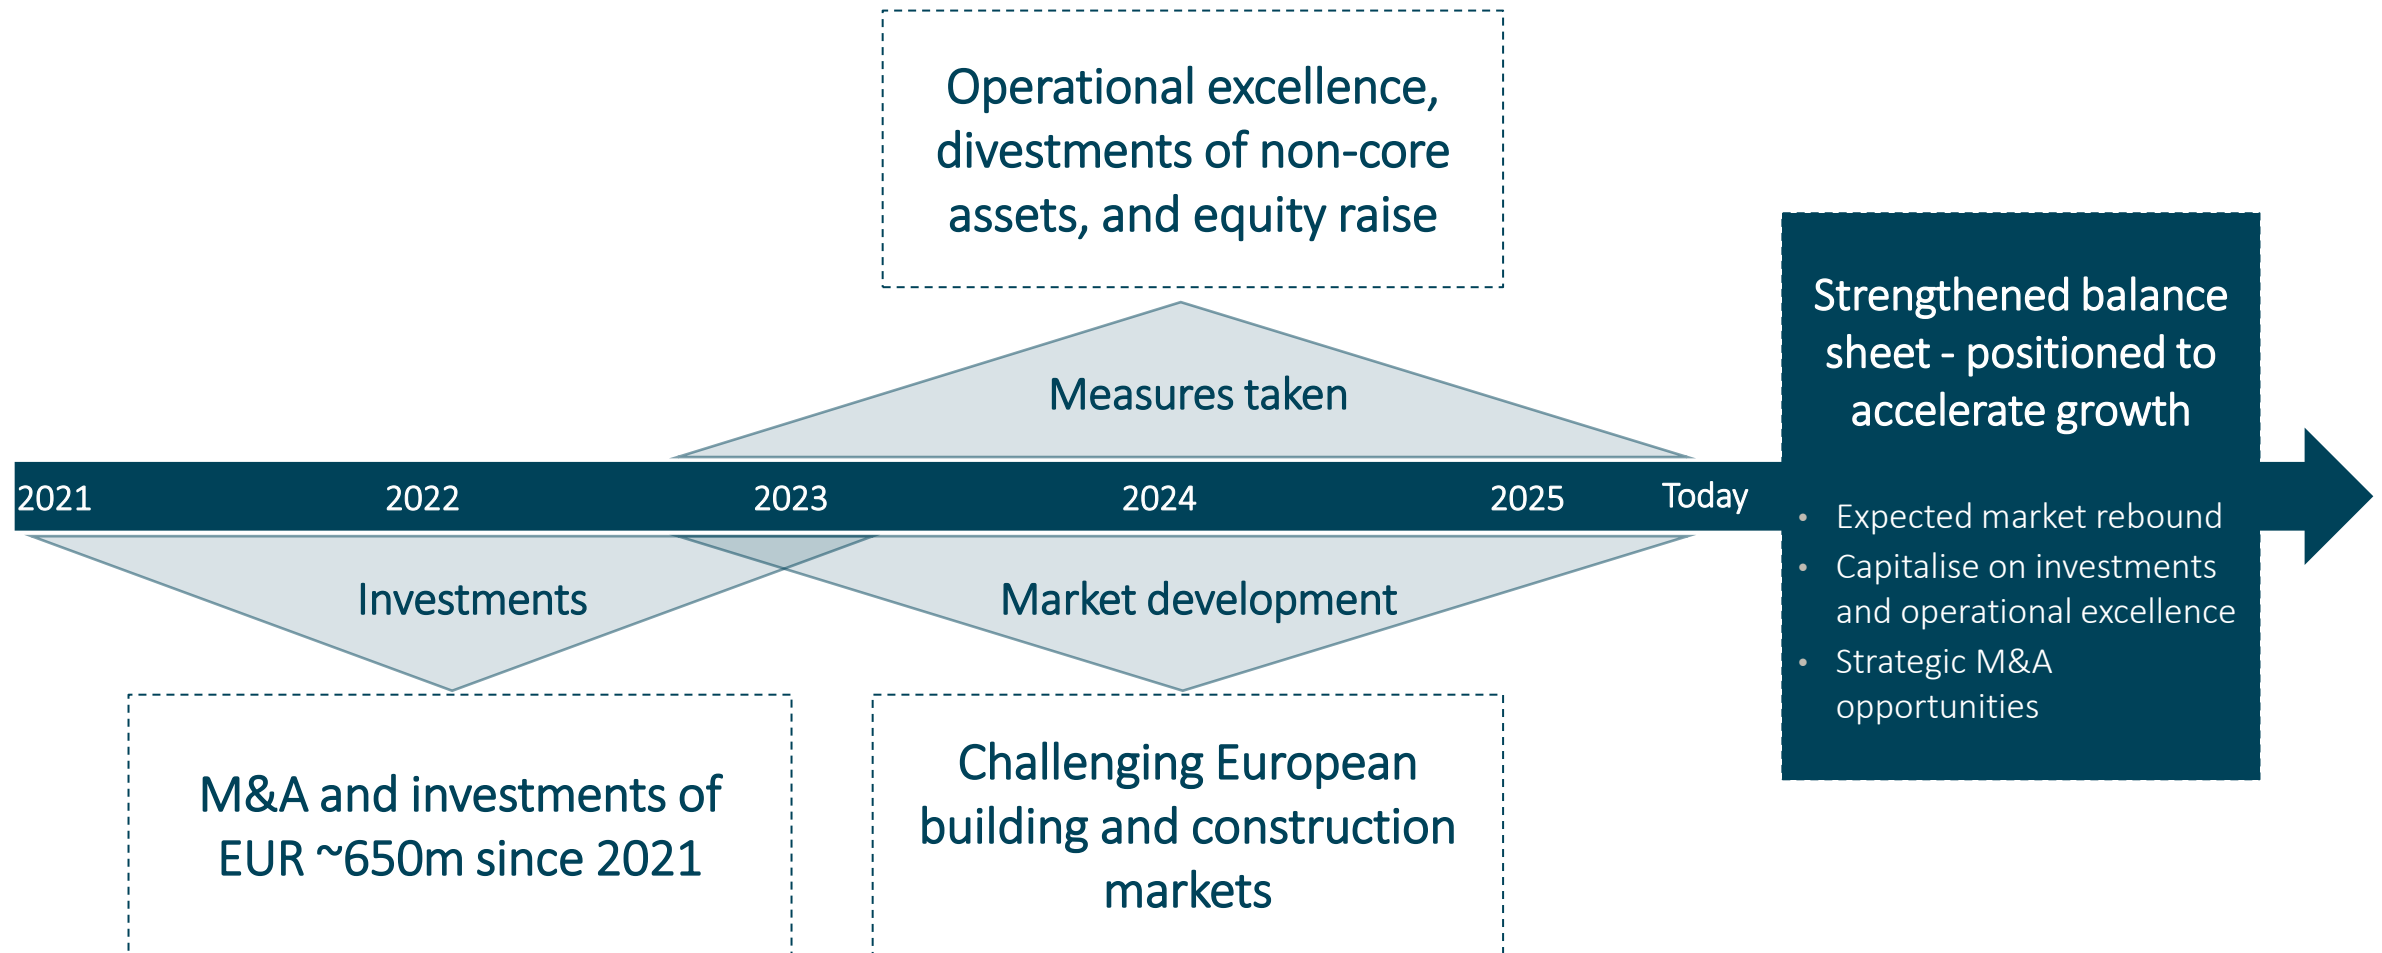 Operational excellence,
divestments of non-core
assets, and equity raise
Measures taken
2021 2022 2023 2024 2025 Today
Investments
Market development
M&A and investments of
EUR ~650m since 2021
Challenging European
building and construction
markets
Strengthened balance
sheet - positioned to
accelerate growth
• Expected market rebound
• Capitalise on investments
and operational excellence
• Strategic M&A
opportunities